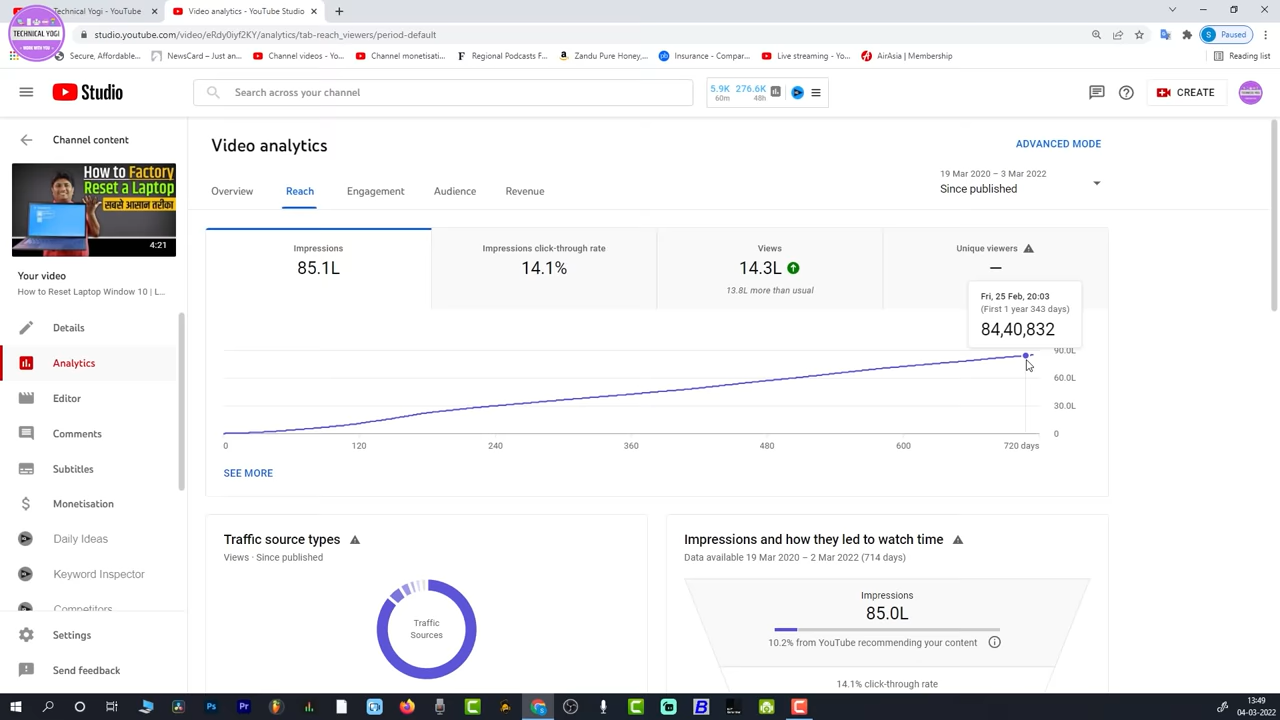 Technical Yogi - YouTube
Video analytics - YouTube Studio
TECHNICAL YOGI
studio.youtube.com/video/eRdy0iyf2KY/analytics/tab-reach_viewers/period-default
Paused
Secure, Affordable...
NewsCard – Just An...
Channel videos - Yo...
Channel monetisati...
Regional Podcasts F...
Zandu Pure Honey,...
Insurance - Compar...
Live streaming - Yo...
AirAsia | Membership
Reading list
Studio
Search across your channel
5.9K 276.6K
60m 48h
CREATE
Channel content
How to Factory
Reset a Laptop
सबसे आसान तरीका
4:21
Your video
How to Reset Laptop Window 10 | L...
Details
Analytics
Editor
Comments
Subtitles
Monetisation
Daily Ideas
Keyword Inspector
Competitors
Settings
Send feedback
Video analytics
ADVANCED MODE
Overview
Reach
Engagement
Audience
Revenue
19 Mar 2020 – 3 Mar 2022
Since published
Impressions
85.1L
Impressions click-through rate
14.1%
Views
14.3L
13.8L more than usual
Unique viewers
—
Fri, 25 Feb, 20:03
(First 1 year 343 days)
84,40,832
90.0L
60.0L
30.0L
0
0 120 240 360 480 600 720 days
SEE MORE
Traffic source types
Views · Since published
Traffic
Sources
Impressions and how they led to watch time
Data available 19 Mar 2020 – 2 Mar 2022 (714 days)
Impressions
85.0L
10.2% from YouTube recommending your content
14.1% click-through rate
13:49
04-03-2022